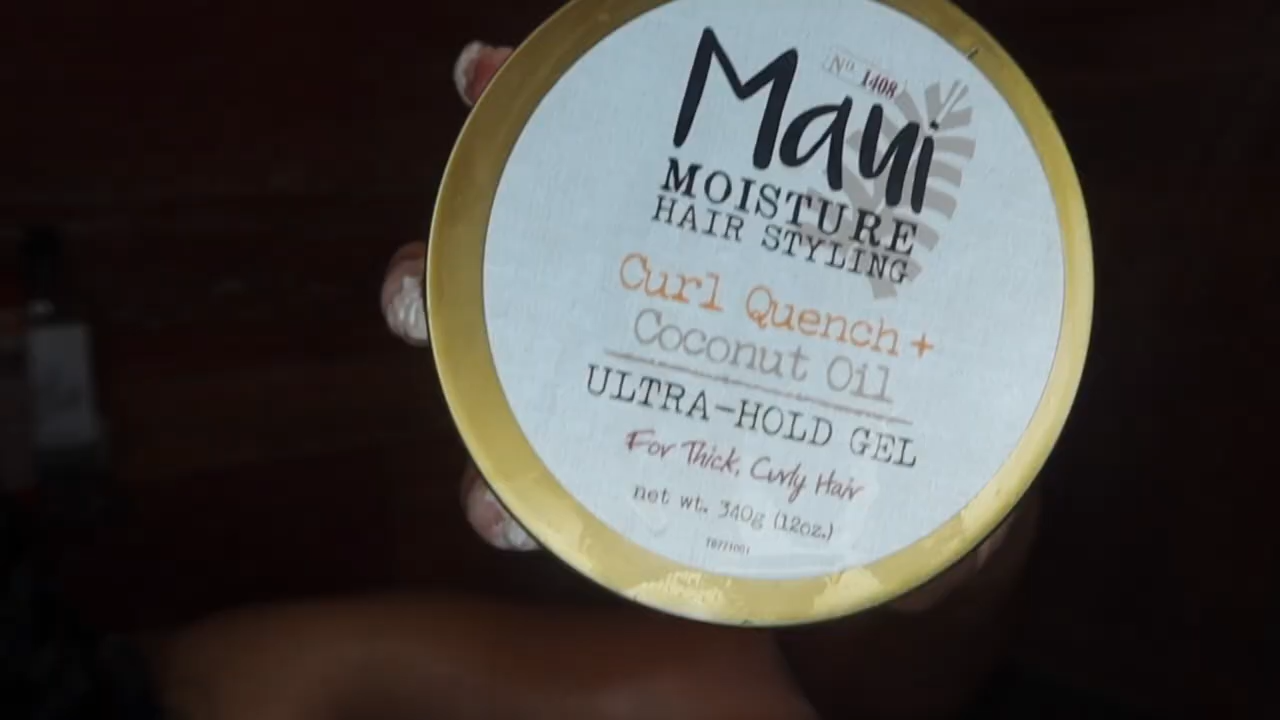 Nº 1408
Maui
MOISTURE
HAIR STYLING
Curl Quench +
Coconut Oil
ULTRA-HOLD GEL
For Thick, Curly Hair
net wt. 340g (12oz.)